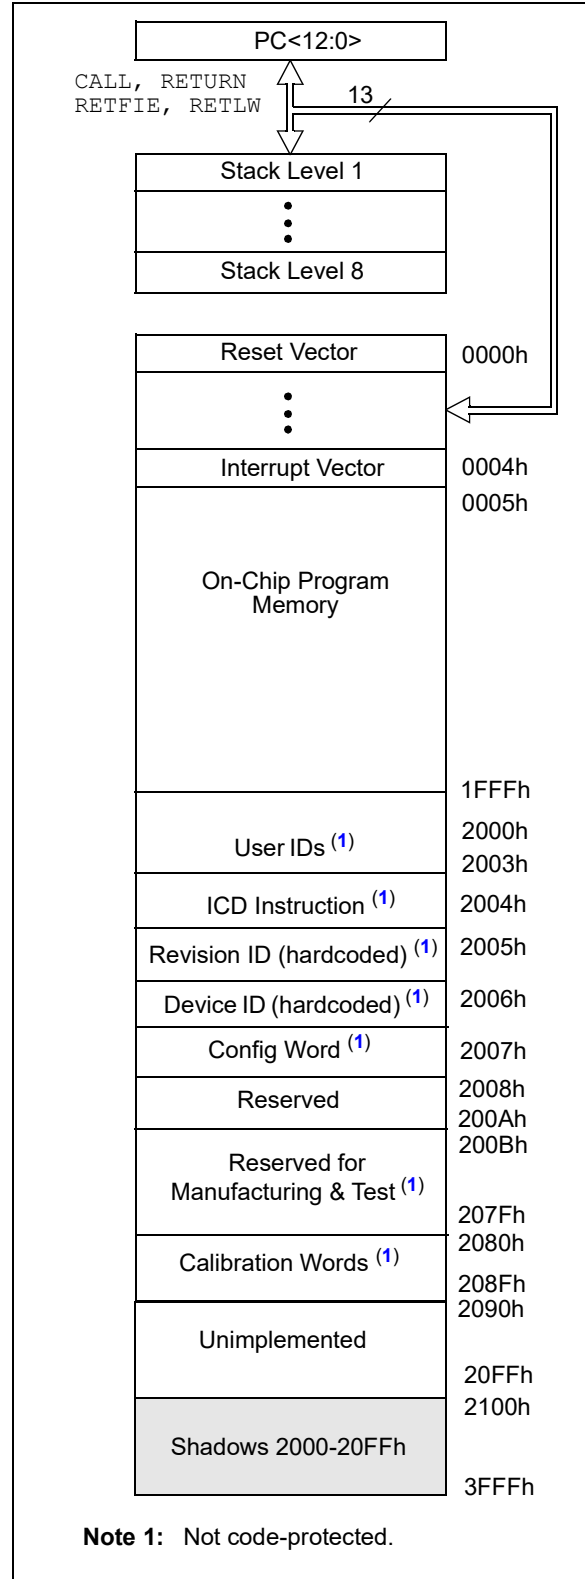 PC<12:0>
CALL, RETURN
RETFIE, RETLW
13
Stack Level 1
Stack Level 8
Reset Vector 0000h
Interrupt Vector 0004h
0005h
On-Chip Program
Memory
1FFFh
2000h
User IDs (1)
2003h
ICD Instruction (1) 2004h
Revision ID (hardcoded) (1) 2005h
Device ID (hardcoded) (1) 2006h
Config Word (1) 2007h
2008h
Reserved
200Ah
200Bh
Reserved for
Manufacturing & Test (1)
207Fh
2080h
Calibration Words (1)
208Fh
2090h
Unimplemented
20FFh
2100h
Shadows 2000-20FFh
3FFFh
Note 1: Not code-protected.